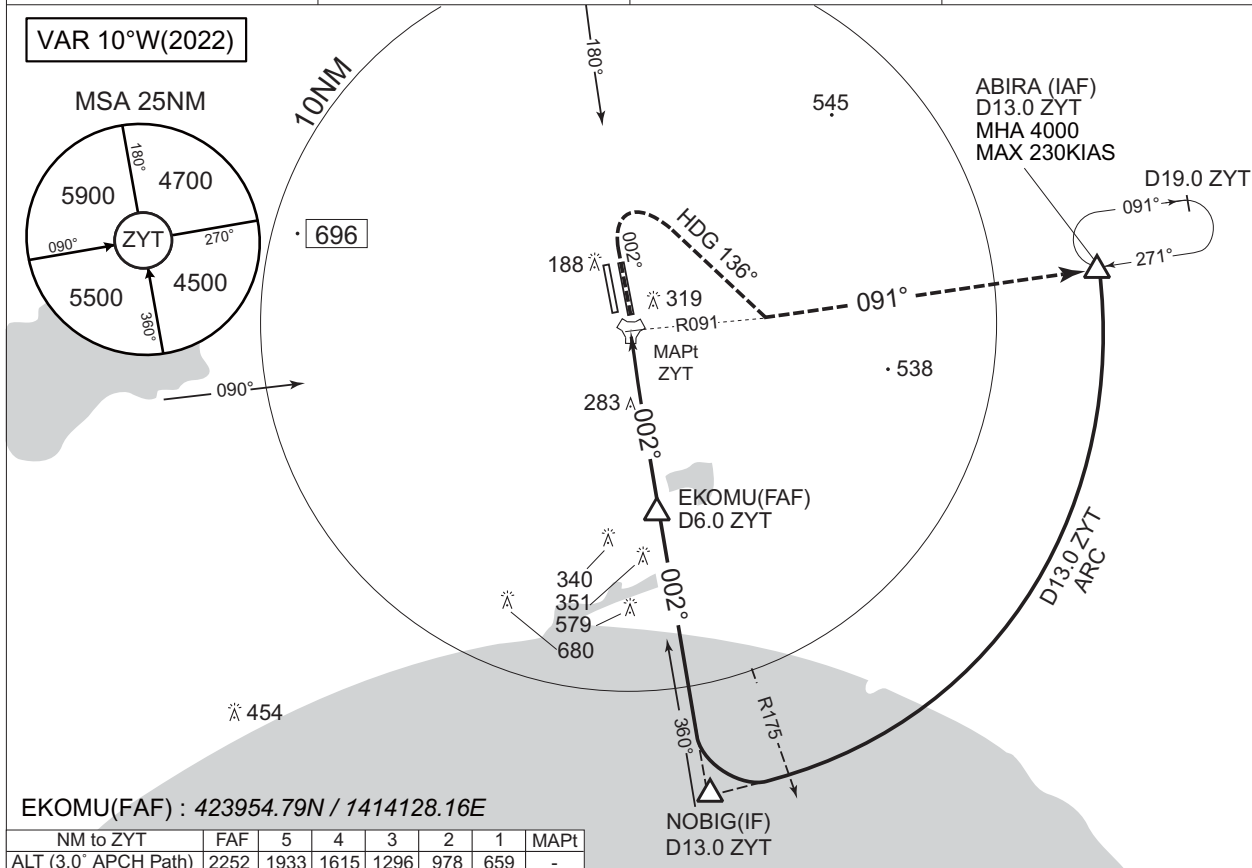 VAR 10°W(2022)
MSA 25NM
180°
5900
4700
090°
ZYT
270°
5500
4500
360°
10NM
180°
545
ABIRA (IAF)
D13.0 ZYT
MHA 4000
MAX 230KIAS
D19.0 ZYT
091°
271°
696
HDG 136°
002°
188
319
R091
091°
MAPt
ZYT
538
090°
283
002°
EKOMU(FAF)
D6.0 ZYT
340
351
579
680
002°
D13.0 ZYT
ARC
454
R175
360°
NOBIG(IF)
D13.0 ZYT
EKOMU(FAF) : 423954.79N / 1414128.16E
NM to ZYT FAF 5 4 3 2 1 MAPt
ALT (3.0° APCH Path) 2252 1933 1615 1296 978 659 -